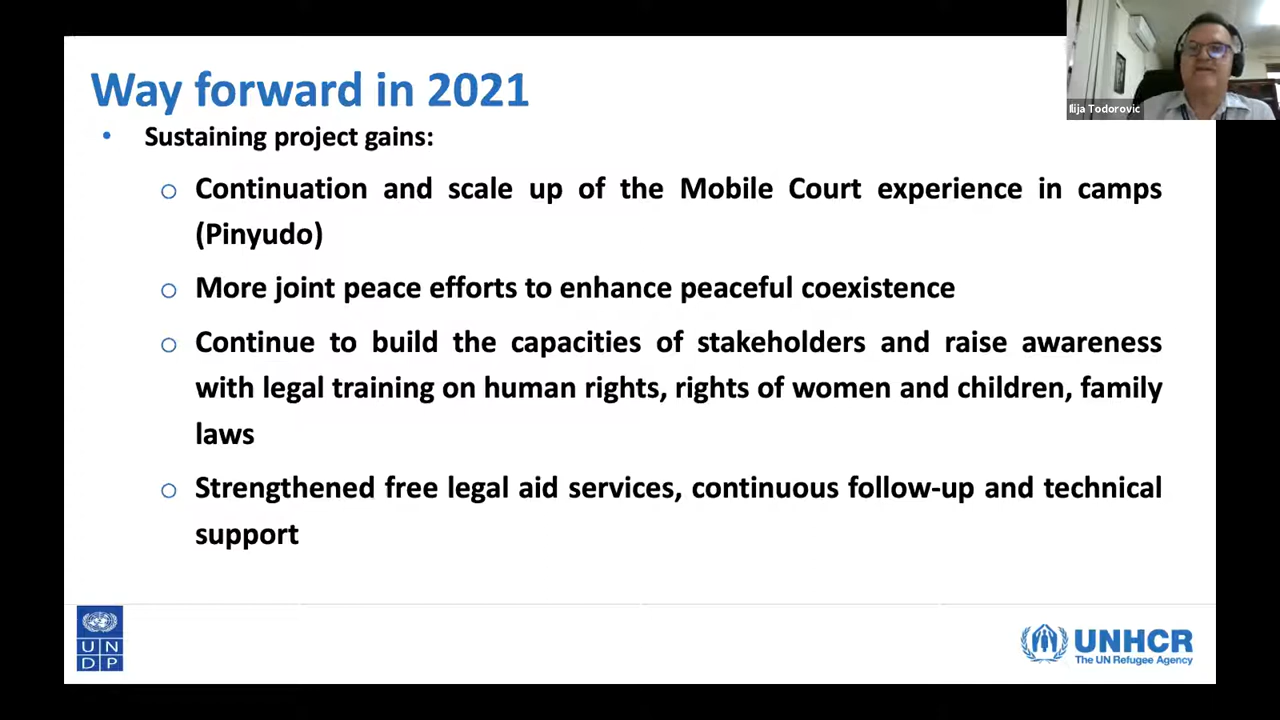 Way forward in 2021
Ilija Todorovic
• Sustaining project gains:
○ Continuation and scale up of the Mobile Court experience in camps
(Pinyudo)
○ More joint peace efforts to enhance peaceful coexistence
○ Continue to build the capacities of stakeholders and raise awareness
with legal training on human rights, rights of women and children, family
laws
○ Strengthened free legal aid services, continuous follow-up and technical
support
UN
DP
UNHCR
The UN Refugee Agency